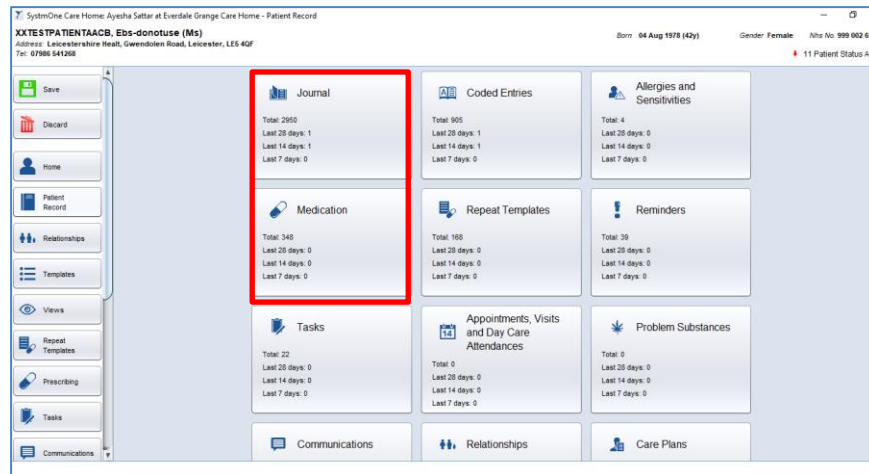 SystmOne Care Home: Ayesha Sattar at Everdale Grange Care Home - Patient Record
XXTESTPATIENTAACB, Ebs-donotuse (Ms)
Born 04 Aug 1978 (42y) Gender Female Nhs No 999 002 6
Address: Leicestershire Healt, Gwendolen Road, Leicester, LE5 4QF
Tel: 07986 541268
11 Patient Status A
Save
Discard
Home
Patient
Record
Relationships
Templates
Views
Repeat
Templates
Prescribing
Tasks
Communications
Journal
Total: 2950
Last 28 days: 1
Last 14 days: 1
Last 7 days: 0
Coded Entries
Total: 905
Last 28 days: 1
Last 14 days: 1
Last 7 days: 0
Allergies and
Sensitivities
Total: 4
Last 28 days: 0
Last 14 days: 0
Last 7 days: 0
Medication
Total: 348
Last 28 days: 0
Last 14 days: 0
Last 7 days: 0
Repeat Templates
Total: 168
Last 28 days: 0
Last 14 days: 0
Last 7 days: 0
Reminders
Total: 39
Last 28 days: 0
Last 14 days: 0
Last 7 days: 0
Tasks
Total: 22
Last 28 days: 0
Last 14 days: 0
Last 7 days: 0
14
Appointments, Visits
and Day Care
Attendances
Total: 0
Last 28 days: 0
Last 14 days: 0
Last 7 days: 0
Problem Substances
Total: 0
Last 28 days: 0
Last 14 days: 0
Last 7 days: 0
Communications
Relationships
Care Plans